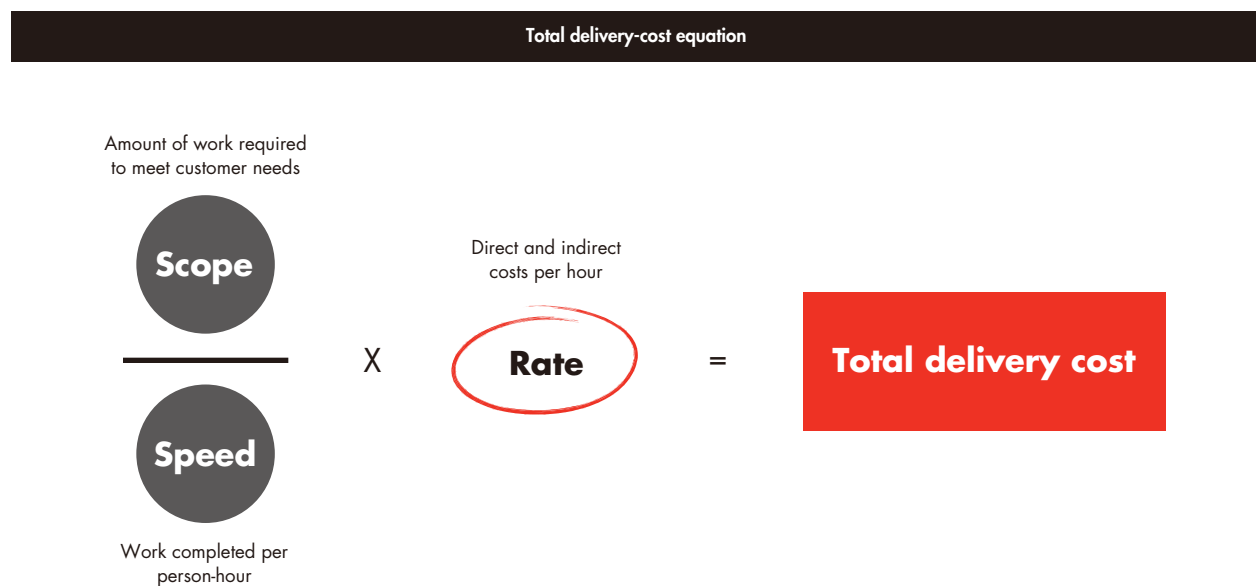 Total delivery-cost equation
Amount of work required
to meet customer needs
Scope
Speed
Work completed per
person-hour
X
Direct and indirect
costs per hour
Rate
=
Total delivery cost